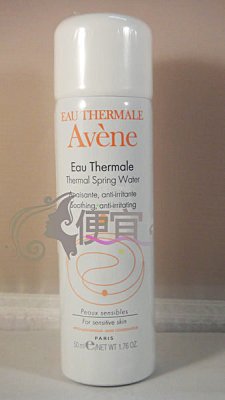 EAU THERMALE
Avène
Eau Thermale
Thermal Spring Water
Apaisante, anti-irritante
Soothing, anti-irritating
便宜
Peaux sensibles
For sensitive skin
PARIS
50 ml e NET WT 1.76 OZ.